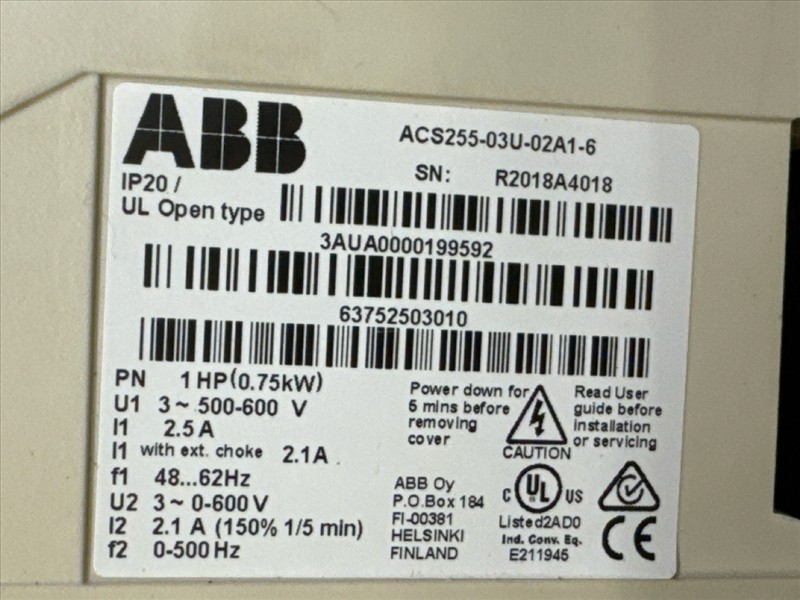 ABB
ACS255-03U-02A1-6
SN: R2018A4018
IP20 /
UL Open type
3AUA0000199592
63752503010
PN 1 HP(0.75kW)
U1 3~ 500-600 V
I1 2.5 A
I1 with ext. choke 2.1A
f1 48...62Hz
U2 3~ 0-600 V
I2 2.1 A (150% 1/5 min)
f2 0-500 Hz
Power down for
5 mins before
removing
cover
CAUTION
Read User
guide before
installation
or servicing
ABB Oy
P.O.Box 184
FI-00381
HELSINKI
FINLAND
C UL US
Listed2AD0
Ind. Conv. Eq.
E211945
CE